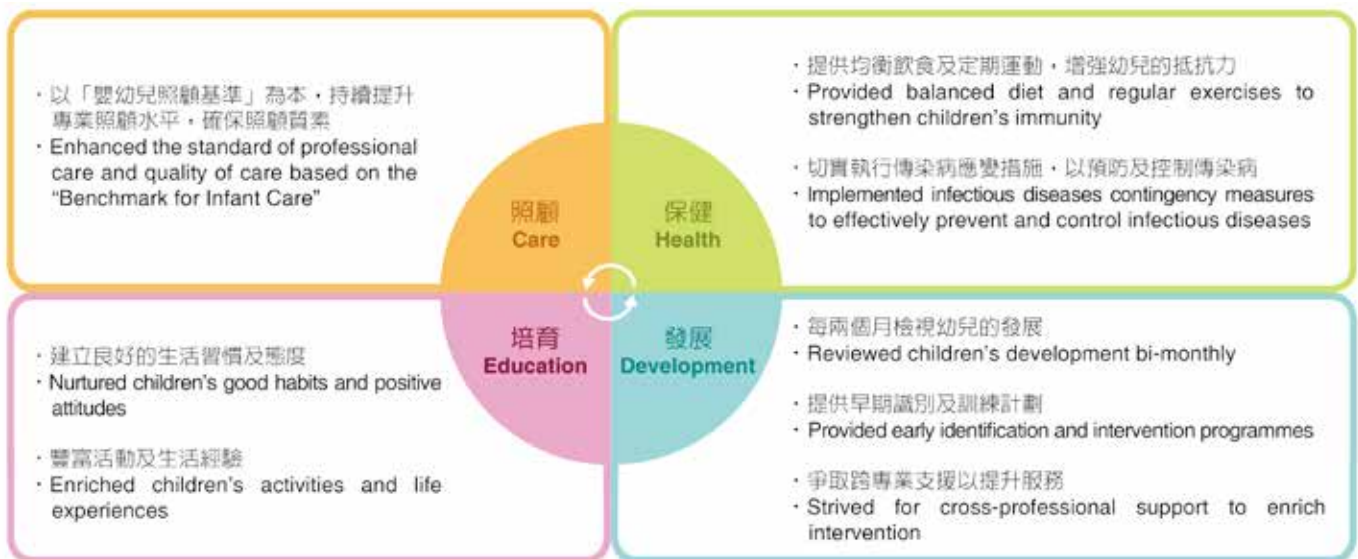 · 以「嬰幼兒照顧基準」為本，持續提升
專業照顧水平，確保照顧質素
· Enhanced the standard of professional
care and quality of care based on the
“Benchmark for Infant Care”
照顧
Care
· 提供均衡飲食及定期運動，增強幼兒的抵抗力
· Provided balanced diet and regular exercises to
strengthen children’s immunity
· 切實執行傳染病應變措施，以預防及控制傳染病
· Implemented infectious diseases contingency measures
to effectively prevent and control infectious diseases
保健
Health
· 建立良好的生活習慣及態度
· Nurtured children’s good habits and positive
attitudes
· 豐富活動及生活經驗
· Enriched children’s activities and life
experiences
培育
Education
發展
Development
· 每兩個月檢視幼兒的發展
· Reviewed children’s development bi-monthly
· 提供早期識別及訓練計劃
· Provided early identification and intervention programmes
· 爭取跨專業支援以提升服務
· Strived for cross-professional support to enrich
intervention